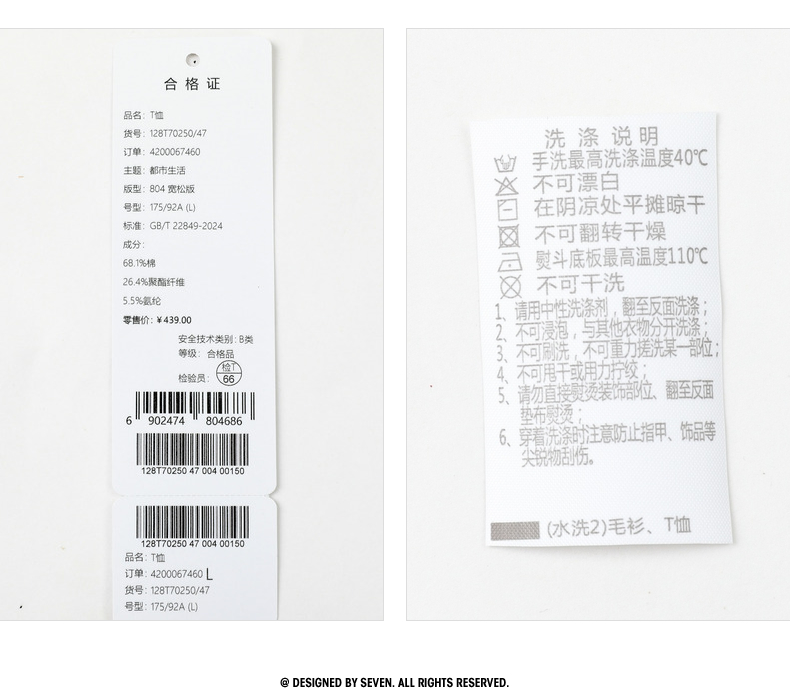 合格证
品名：T恤
货号：128T70250/47
订单：4200067460
主题：都市生活
版型：804 宽松版
号型：175/92A (L)
标准：GB/T 22849-2024
成分：
68.1%棉
26.4%聚酯纤维
5.5%氨纶
零售价：¥439.00
安全技术类别：B类
等级：合格品
检验员：
检T
66
6 902474 804686
128T70250 47 004 00150
128T70250 47 004 00150
品名：T恤
订单：4200067460 L
货号：128T70250/47
号型：175/92A (L)
洗涤说明
手洗最高洗涤温度40℃
不可漂白
在阴凉处平摊晾干
不可翻转干燥
熨斗底板最高温度110℃
不可干洗
1、请用中性洗涤剂，翻至反面洗涤；
2、不可浸泡，与其他衣物分开洗涤；
3、不可刷洗，不可重力搓洗某一部位；
4、不可甩干或用力拧绞；
5、请勿直接熨烫装饰部位、翻至反面
垫布熨烫；
6、穿着洗涤时注意防止指甲、饰品等
尖锐物刮伤。
(水洗2)毛衫、T恤
@ DESIGNED BY SEVEN. ALL RIGHTS RESERVED.